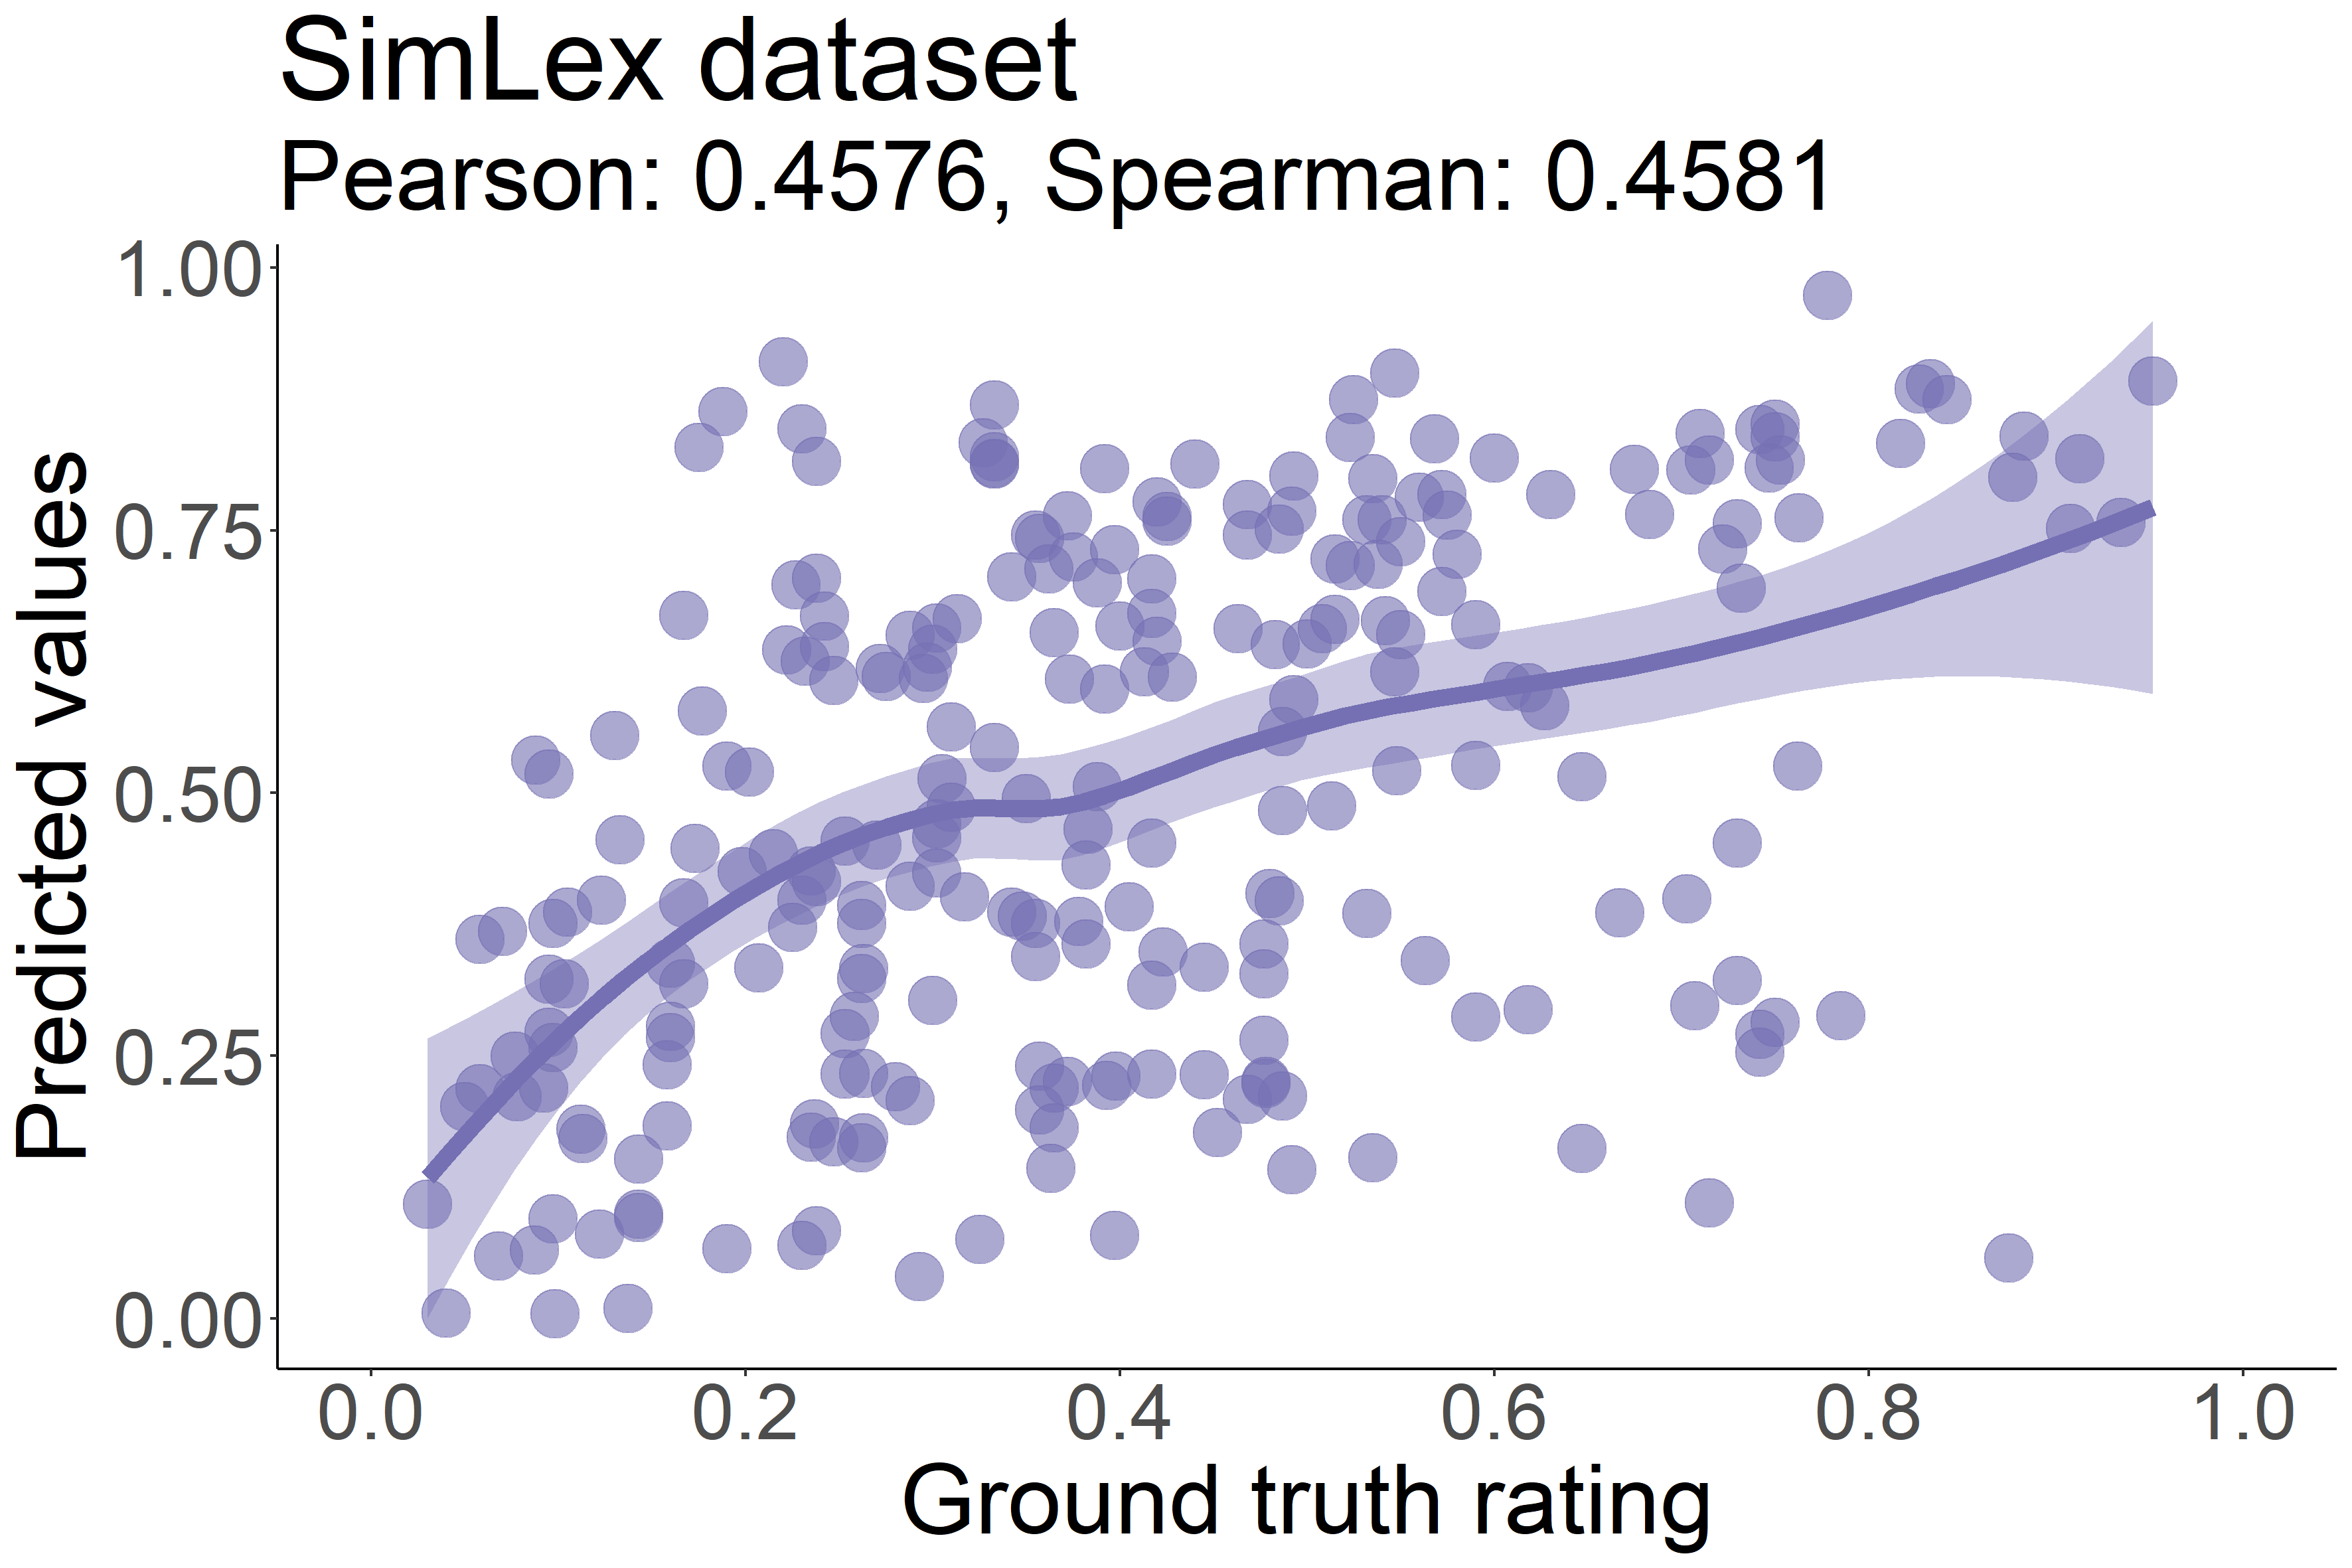 SimLex dataset
Pearson: 0.4576, Spearman: 0.4581
Predicted values
1.00
0.75
0.50
0.25
0.00
0.0 0.2 0.4 0.6 0.8 1.0
Ground truth rating